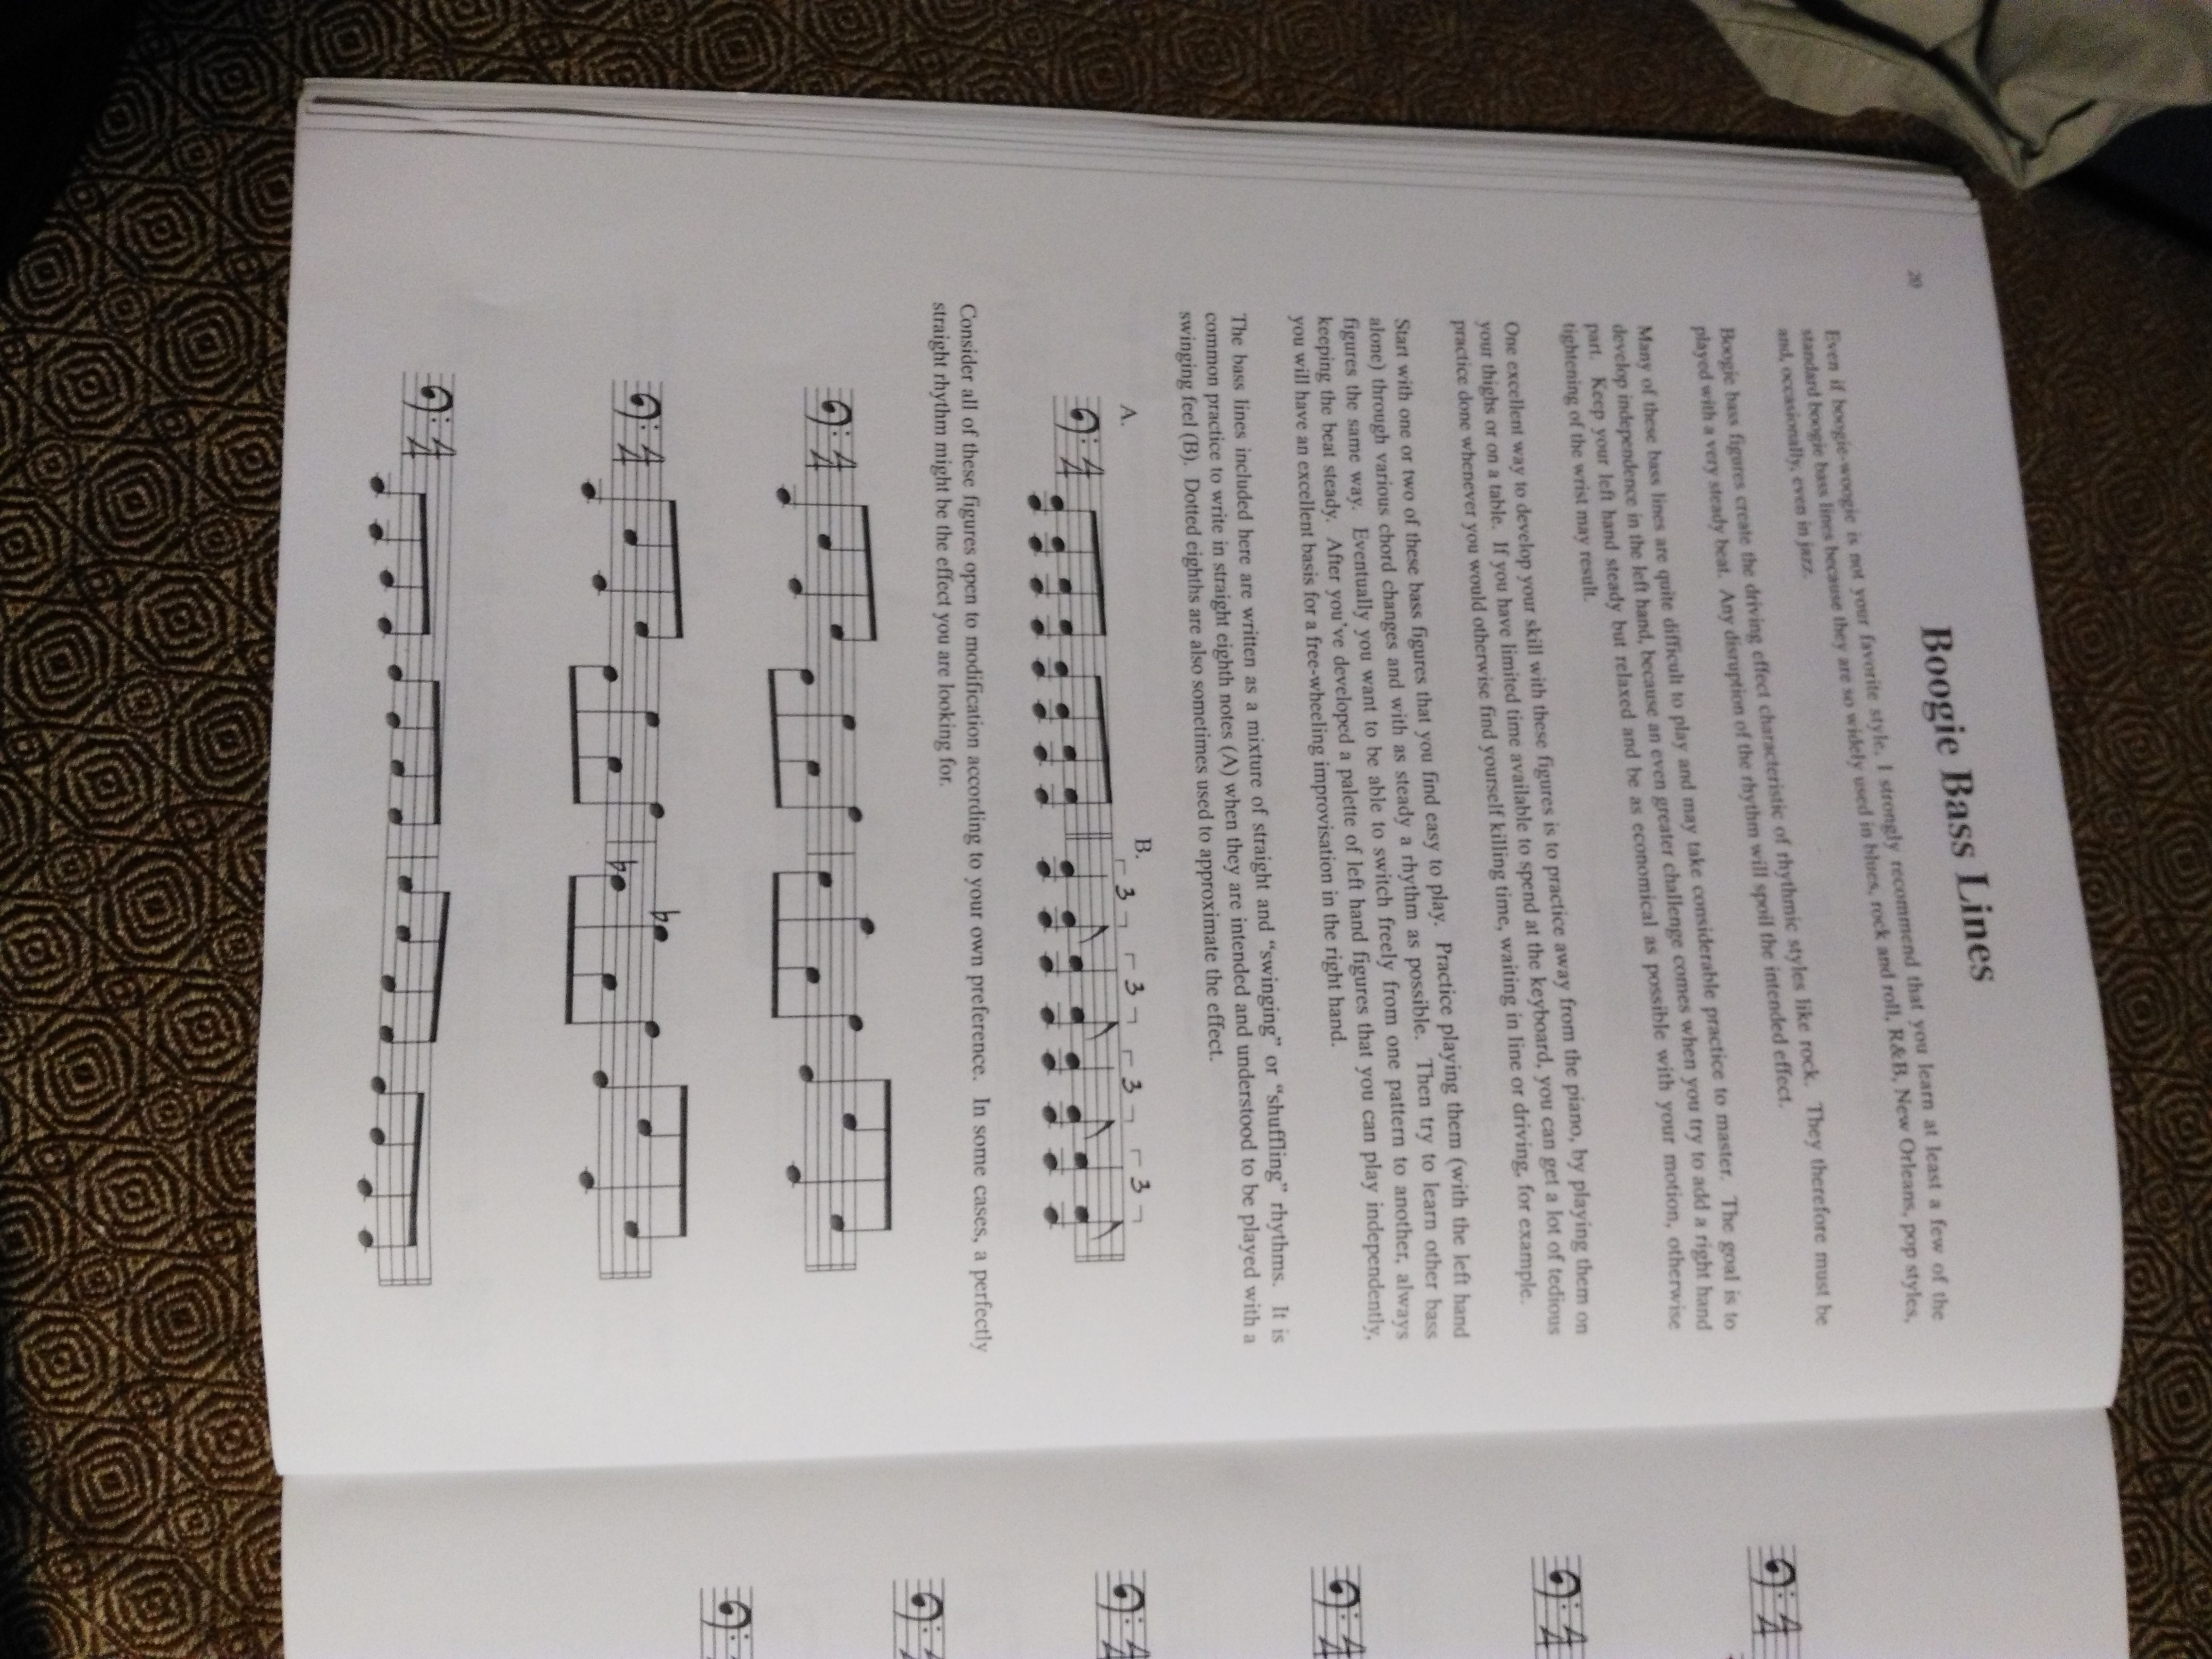 20
Boogie Bass Lines
Even if boogie-woogie is not your favorite style, I strongly recommend that you learn at least a few of the
standard boogie bass lines because they are so widely used in blues, rock and roll, R&B, New Orleans, pop styles,
and, occasionally, even in jazz.
Boogie bass figures create the driving effect characteristic of rhythmic styles like rock. They therefore must be
played with a very steady beat. Any disruption of the rhythm will spoil the intended effect.
Many of these bass lines are quite difficult to play and may take considerable practice to master. The goal is to
develop independence in the left hand, because an even greater challenge comes when you try to add a right hand
part. Keep your left hand steady but relaxed and be as economical as possible with your motion, otherwise
tightening of the wrist may result.
One excellent way to develop your skill with these figures is to practice away from the piano, by playing them on
your thighs or on a table. If you have limited time available to spend at the keyboard, you can get a lot of tedious
practice done whenever you would otherwise find yourself killing time, waiting in line or driving, for example.
Start with one or two of these bass figures that you find easy to play. Practice playing them (with the left hand
alone) through various chord changes and with as steady a rhythm as possible. Then try to learn other bass
figures the same way. Eventually you want to be able to switch freely from one pattern to another, always
keeping the beat steady. After you've developed a palette of left hand figures that you can play independently,
you will have an excellent basis for a free-wheeling improvisation in the right hand.
The bass lines included here are written as a mixture of straight and "swinging" or "shuffling" rhythms. It is
common practice to write in straight eighth notes (A) when they are intended and understood to be played with a
swinging feel (B). Dotted eighths are also sometimes used to approximate the effect.
A. B.
3 3 3 3
4
4
Consider all of these figures open to modification according to your own preference. In some cases, a perfectly
straight rhythm might be the effect you are looking for.
4
4
4
4
4
4